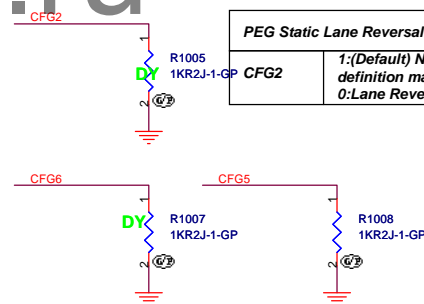 CFG2
1
R1005
1KR2J-1-GP
DY
2
G/P
PEG Static Lane Reversal
CFG2
1:(Default) N
definition ma
0:Lane Reve
CFG6
1
DY
R1007
1KR2J-1-GP
2
G/P
CFG5
1
R1008
1KR2J-1-GP
2
G/P